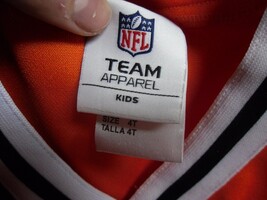 NFL
TEAM
APPAREL
KIDS
SIZE 4T
TALLA 4T